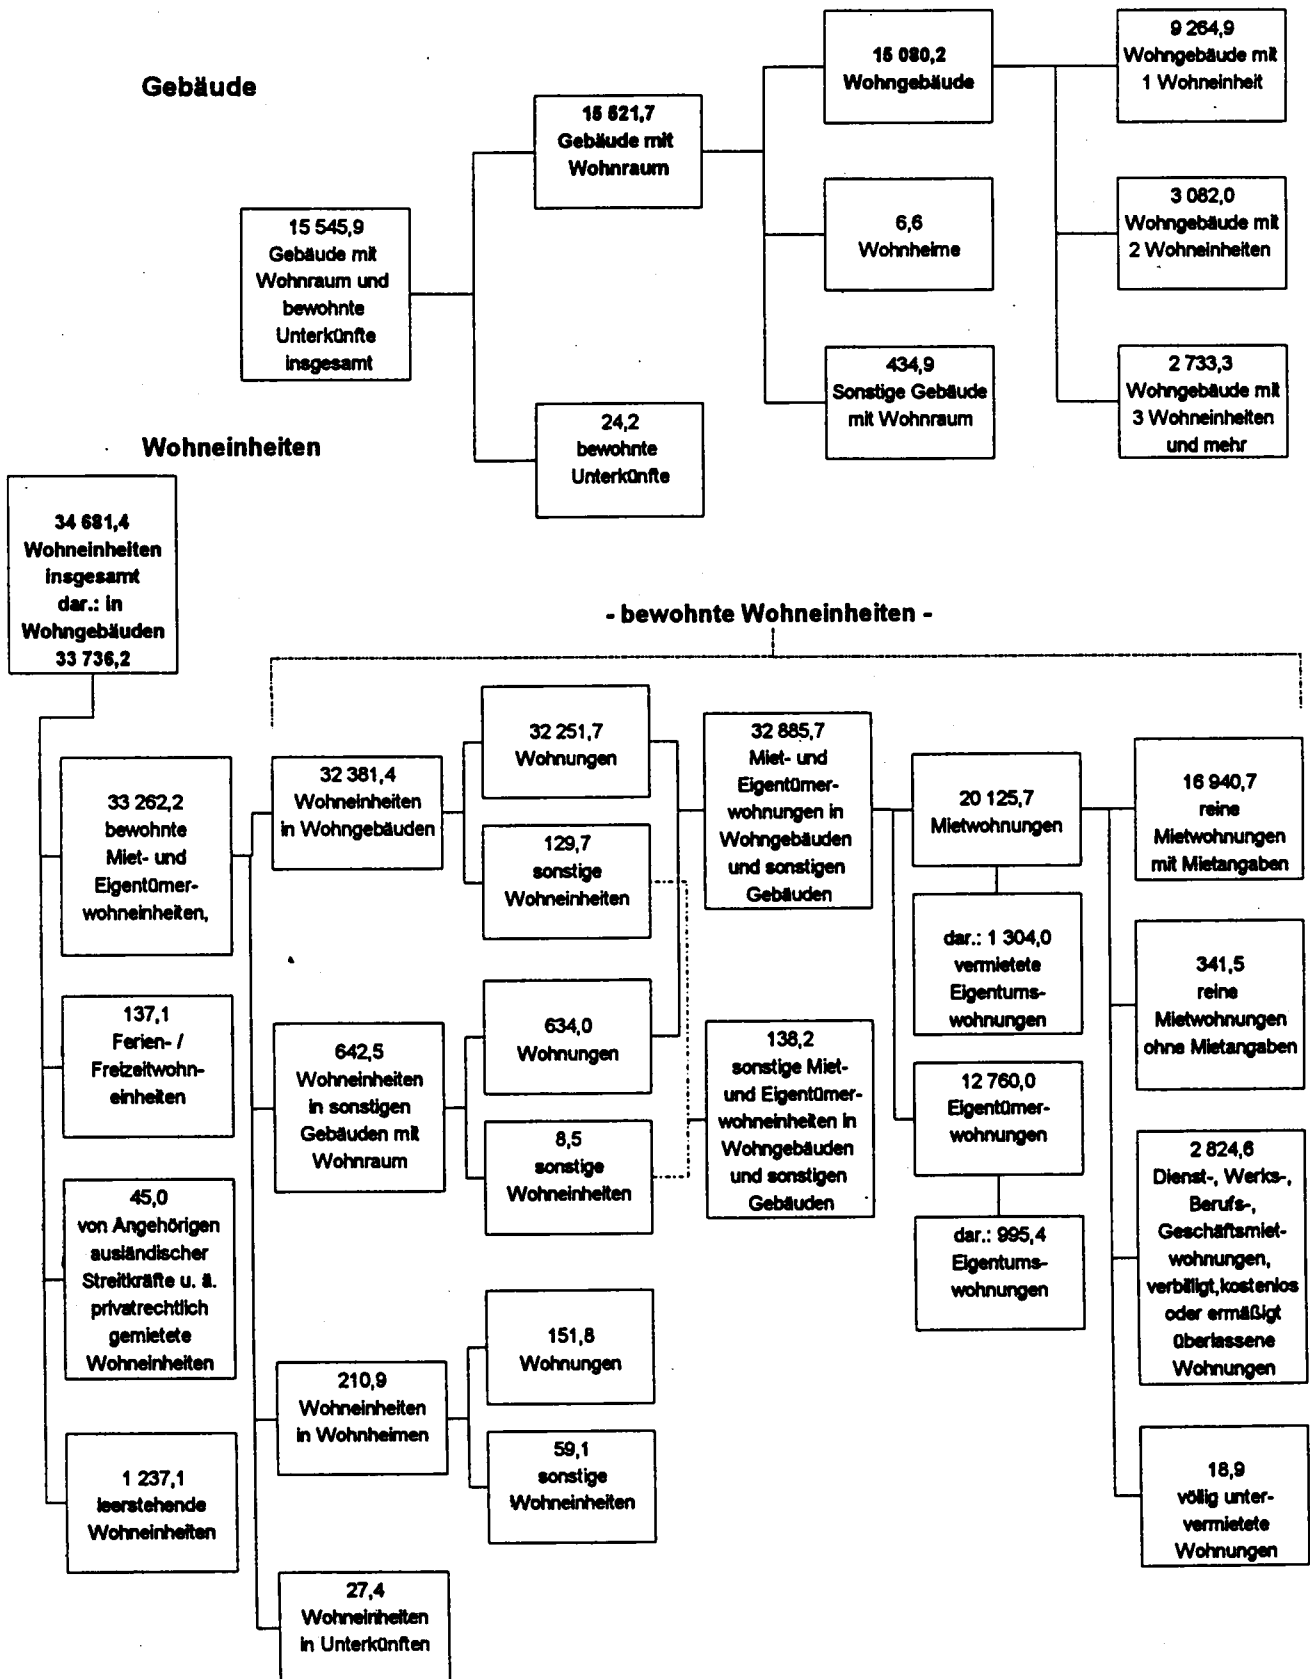 Gebäude
15 545,9
Gebäude mit
Wohnraum und
bewohnte
Unterkünfte
insgesamt
15 521,7
Gebäude mit
Wohnraum
24,2
bewohnte
Unterkünfte
15 080,2
Wohngebäude
6,6
Wohnheime
434,9
Sonstige Gebäude
mit Wohnraum
9 264,9
Wohngebäude mit
1 Wohneinheit
3 082,0
Wohngebäude mit
2 Wohneinheiten
2 733,3
Wohngebäude mit
3 Wohneinheiten
und mehr
Wohneinheiten
34 681,4
Wohneinheiten
insgesamt
dar.: in
Wohngebäuden
33 736,2
- bewohnte Wohneinheiten -
33 262,2
bewohnte
Miet- und
Eigentümer-
wohneinheiten,
137,1
Ferien- /
Freizeitwohn-
einheiten
45,0
von Angehörigen
ausländischer
Streitkräfte u. ä.
privatrechtlich
gemietete
Wohneinheiten
1 237,1
leerstehende
Wohneinheiten
32 381,4
Wohneinheiten
in Wohngebäuden
642,5
Wohneinheiten
in sonstigen
Gebäuden mit
Wohnraum
210,9
Wohneinheiten
in Wohnheimen
27,4
Wohneinheiten
in Unterkünften
32 251,7
Wohnungen
129,7
sonstige
Wohneinheiten
634,0
Wohnungen
8,5
sonstige
Wohneinheiten
151,8
Wohnungen
59,1
sonstige
Wohneinheiten
32 885,7
Miet- und
Eigentümer-
wohnungen in
Wohngebäuden
und sonstigen
Gebäuden
138,2
sonstige Miet-
und Eigentümer-
wohneinheiten in
Wohngebäuden
und sonstigen
Gebäuden
20 125,7
Mietwohnungen
dar.: 1 304,0
vermietete
Eigentums-
wohnungen
12 760,0
Eigentümer-
wohnungen
dar.: 995,4
Eigentums-
wohnungen
16 940,7
reine
Mietwohnungen
mit Mietangaben
341,5
reine
Mietwohnungen
ohne Mietangaben
2 824,6
Dienst-, Werks-,
Berufs-,
Geschäftsmiet-
wohnungen,
verbilligt,kostenlos
oder ermäßigt
überlassene
Wohnungen
18,9
völlig unter-
vermietete
Wohnungen